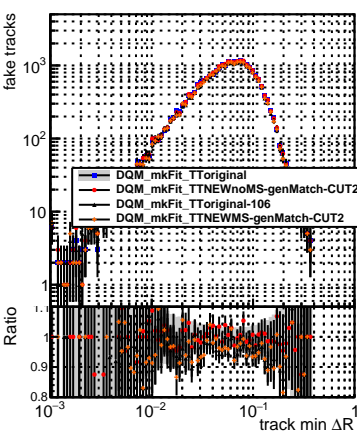 fake tracks
10³
10²
10
1
DQM_mkFit_TToriginal
DQM_mkFit_TTNEWnoMS-genMatch-CUT2
DQM_mkFit_TToriginal-106
DQM_mkFit_TTNEWMS-genMatch-CUT2
Ratio
1.1
1
0.9
0.8
10⁻³ 10⁻² 10⁻¹ 1
track min ΔR